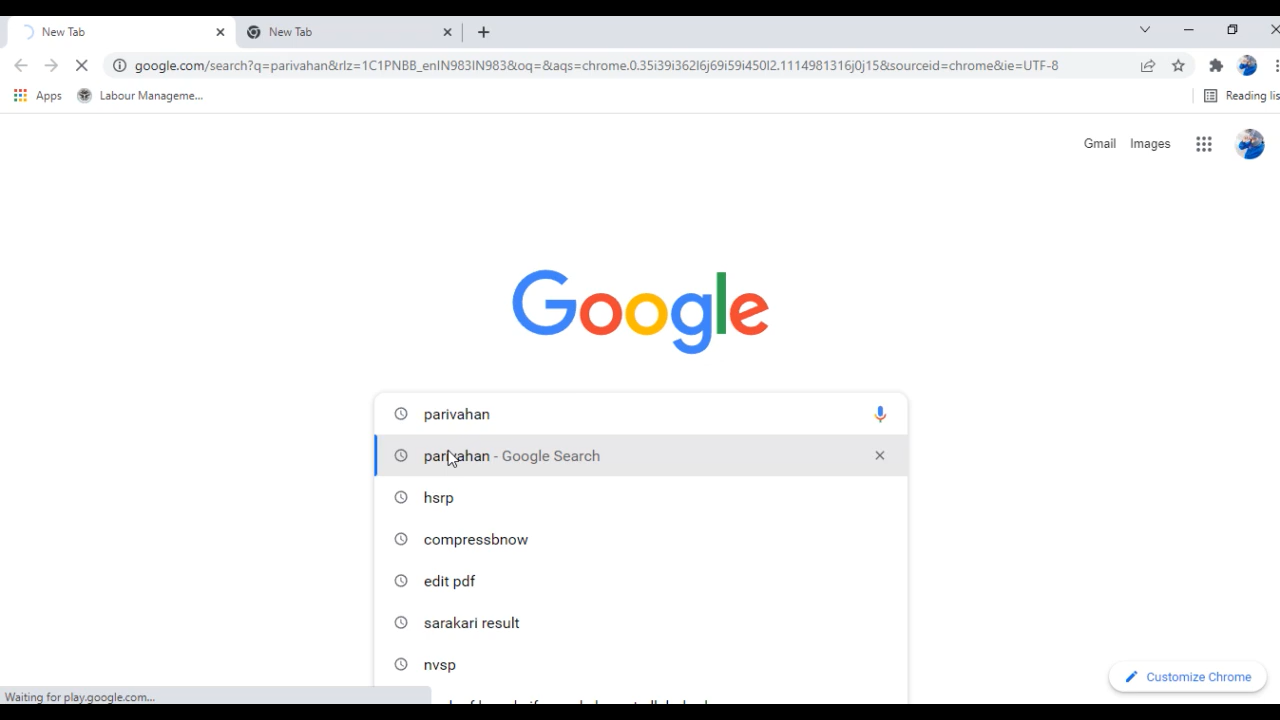 New Tab
New Tab
google.com/search?q=parivahan&rlz=1C1PNBB_enIN983IN983&oq=&aqs=chrome.0.35i39i362l6j69i59i450l2.1114981316j0j15&sourceid=chrome&ie=UTF-8
Apps Labour Manageme... Reading lis
Gmail Images
Google
parivahan
parivahan - Google Search
hsrp
compressbnow
edit pdf
sarakari result
nvsp
Customize Chrome
Waiting for play.google.com...